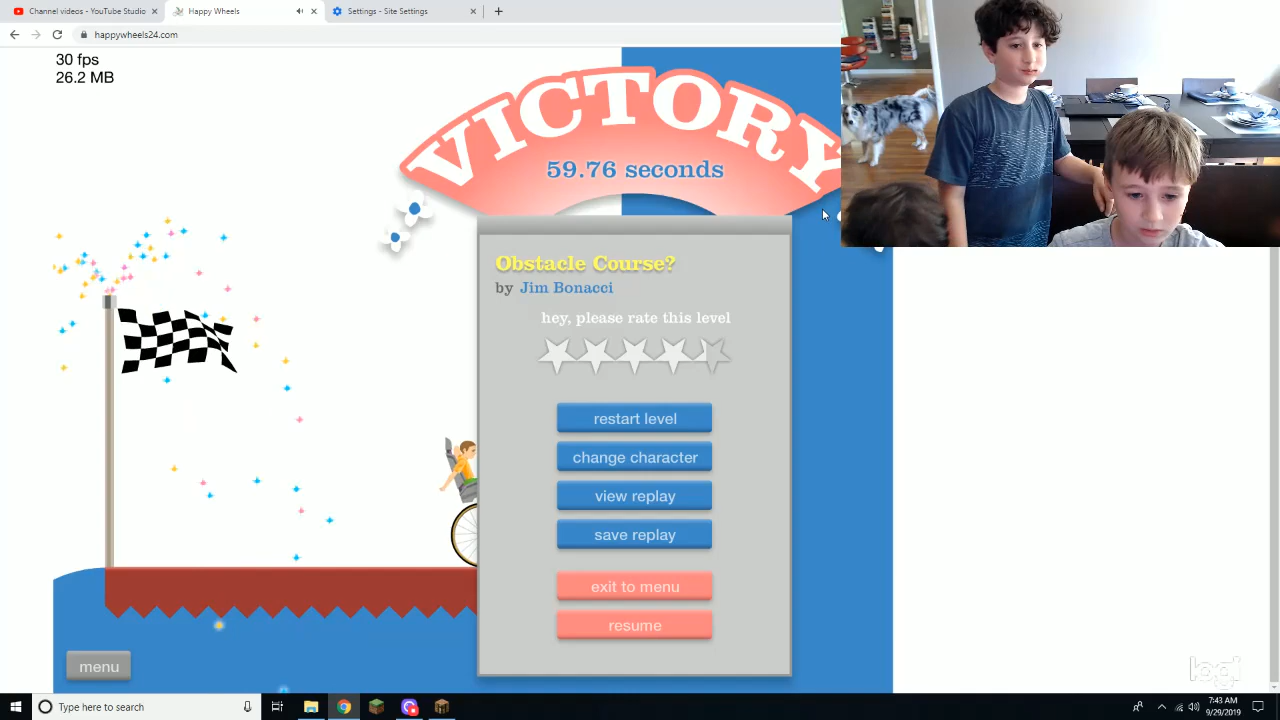 Channel videos - YouTube Studio
Happy Wheels
Settings - Site Settings
happywheels24.com
30 fps
26.2 MB
VICTORY
59.76 seconds
Obstacle Course?
by Jim Bonacci
hey, please rate this level
restart level
change character
view replay
save replay
exit to menu
resume
menu
logi
Type here to search
7:43 AM
9/29/2019